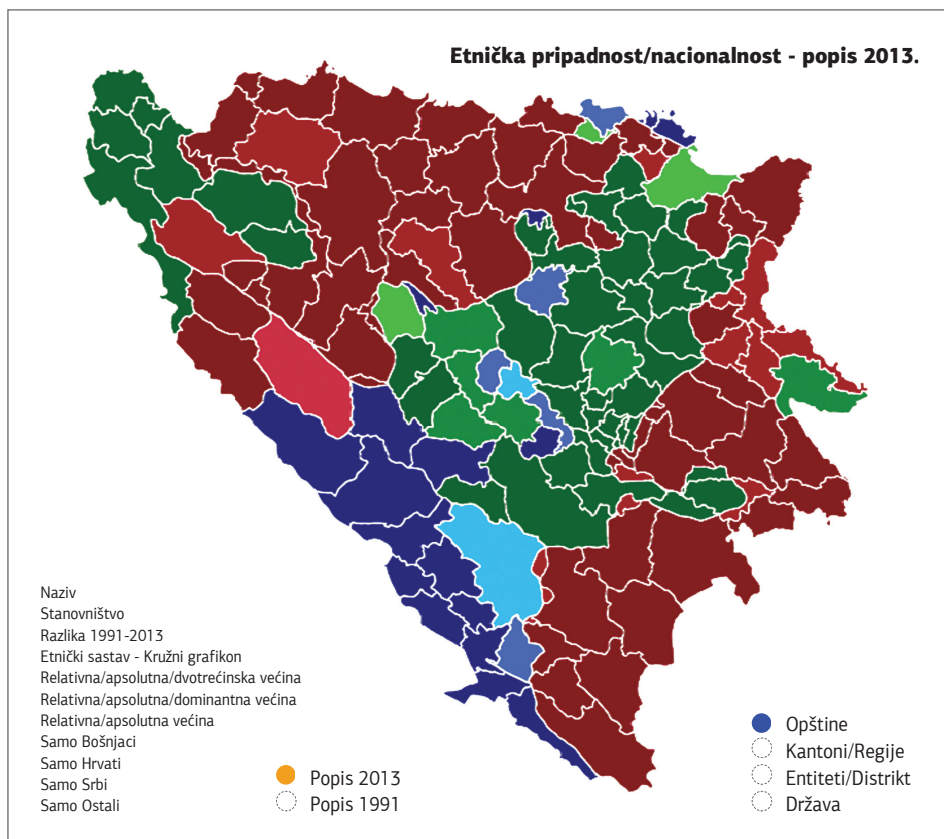 Etnička pripadnost/nacionalnost - popis 2013.
Naziv
Stanovništvo
Razlika 1991-2013
Etnički sastav - Kružni grafikon
Relativna/apsolutna/dvotrećinska većina
Relativna/apsolutna/dominantna većina
Relativna/apsolutna većina
Samo Bošnjaci
Samo Hrvati
Samo Srbi
Samo Ostali
Popis 2013
Popis 1991
Opštine
Kantoni/Regije
Entiteti/Distrikt
Država